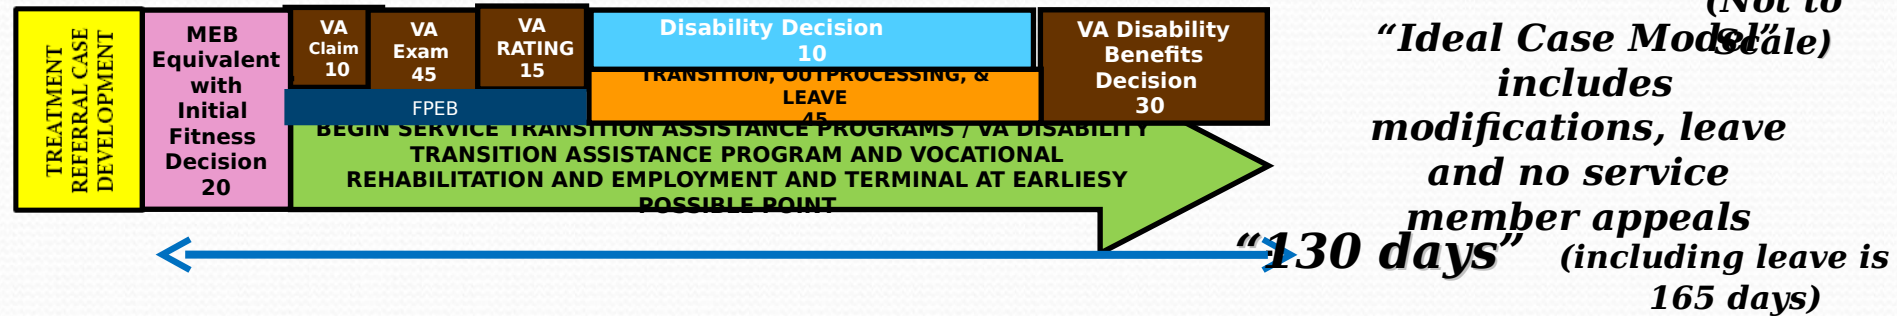 TREATMENT
REFERRAL CASE
DEVELOPMENT
MEB
Equivalent
with
Initial
Fitness
Decision
20
VA
Claim
10
VA
Exam
45
VA
RATING
15
FPEB
Disability Decision
10
TRANSITION, OUTPROCESSING, &
LEAVE
45
VA Disability
Benefits
Decision
30
BEGIN SERVICE TRANSITION ASSISTANCE PROGRAMS / VA DISABILITY
TRANSITION ASSISTANCE PROGRAM AND VOCATIONAL
REHABILITATION AND EMPLOYMENT AND TERMINAL AT EARLIESY
POSSIBLE POINT
(Not to
Scale)
“Ideal Case Model”
includes
modifications, leave
and no service
member appeals
“130 days”
(including leave is
165 days)